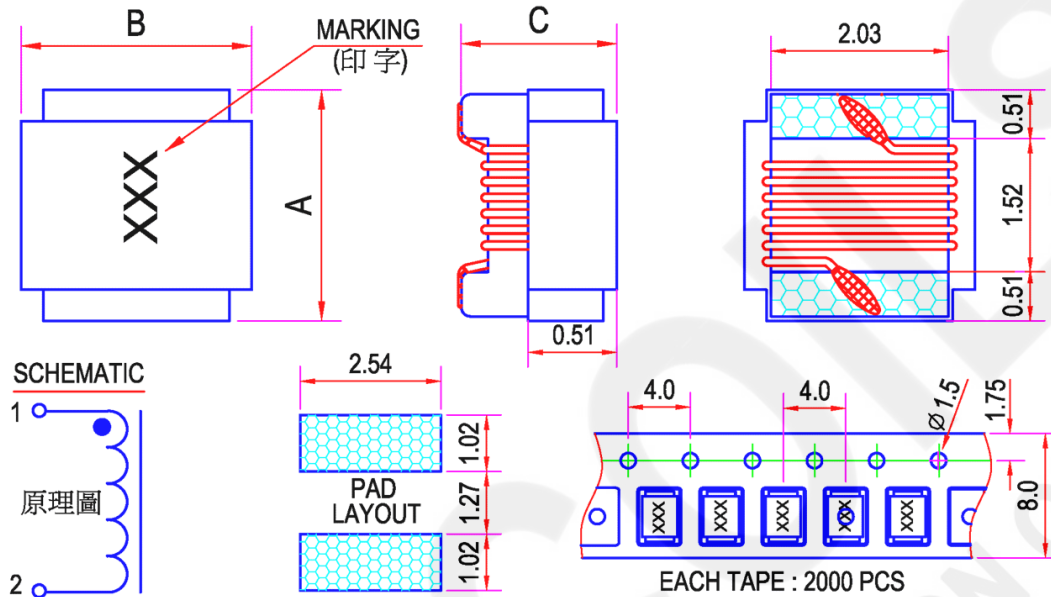 B
MARKING
(印 字)
XXX
A
C
0.51
2.03
0.51
1.52
0.51
SCHEMATIC
1
原理圖
2
2.54
1.02
PAD
LAYOUT
1.27
1.02
4.0
4.0
Ø 1.5
1.75
8.0
XXX
XXX
XXX
XXX
XXX
EACH TAPE : 2000 PCS